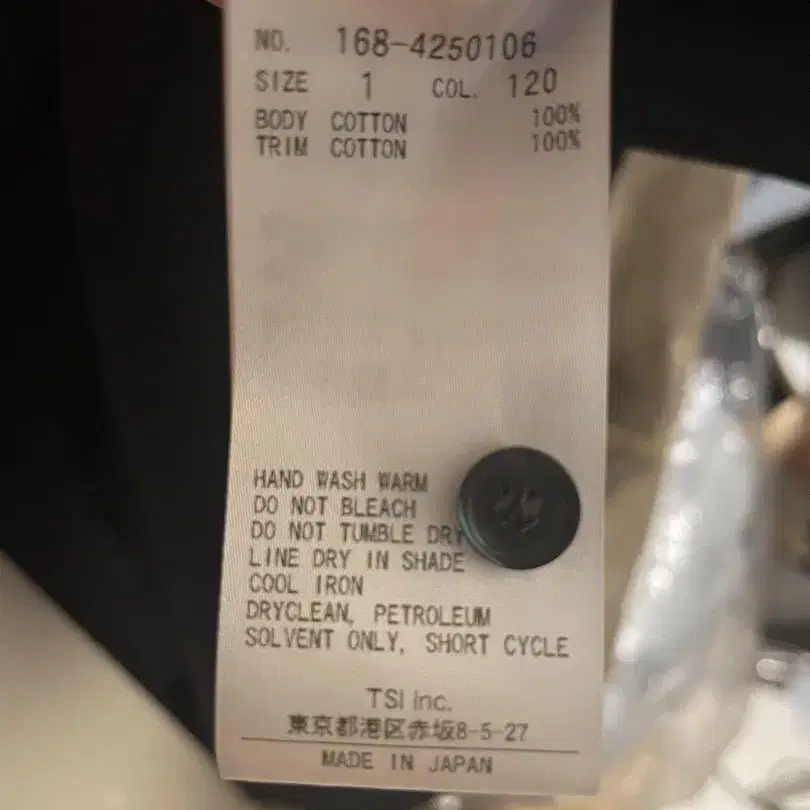 NO. 168-4250106
SIZE 1 COL. 120
BODY COTTON 100%
TRIM COTTON 100%
HAND WASH WARM
DO NOT BLEACH
DO NOT TUMBLE DRY
LINE DRY IN SHADE
COOL IRON
DRYCLEAN, PETROLEUM
SOLVENT ONLY, SHORT CYCLE
TSI Inc.
東京都港区赤坂8-5-27
MADE IN JAPAN